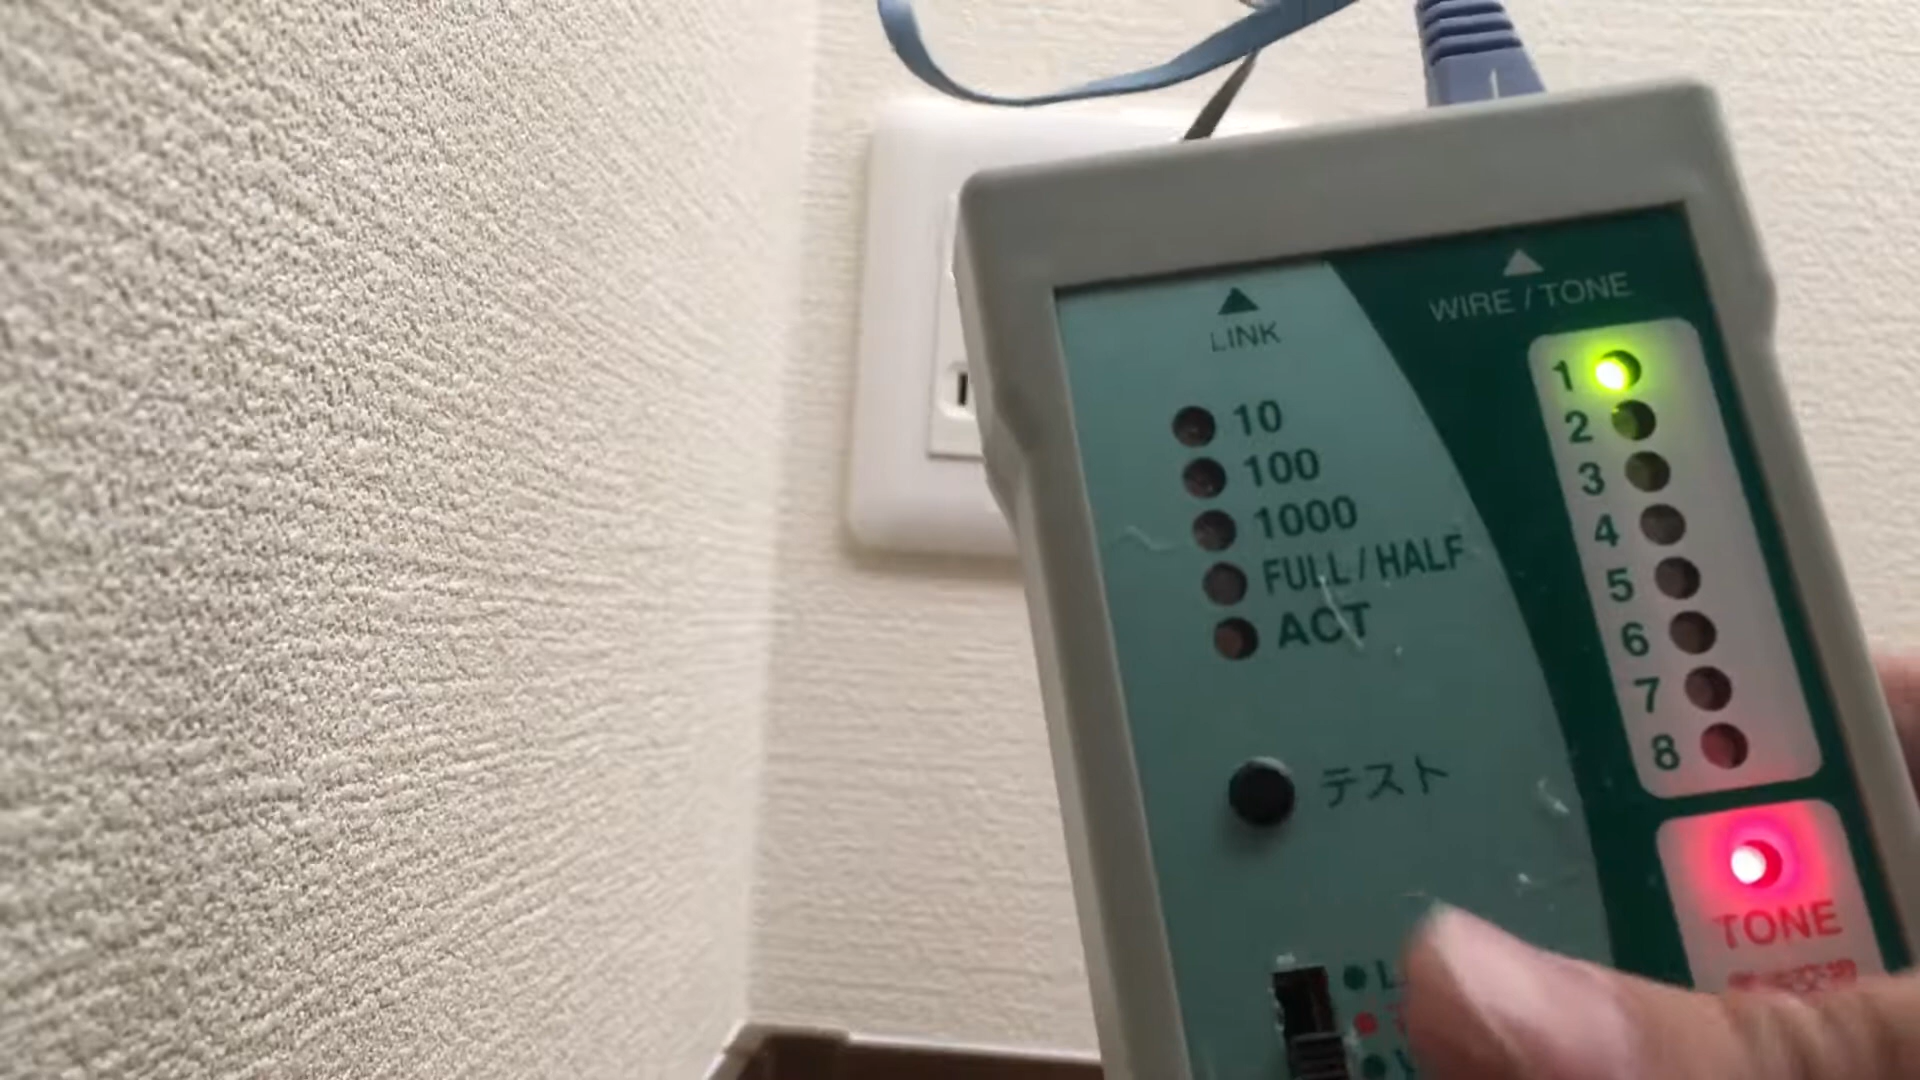 LINK
10
100
1000
FULL / HALF
ACT
テスト
WIRE / TONE
1
2
3
4
5
6
7
8
TONE